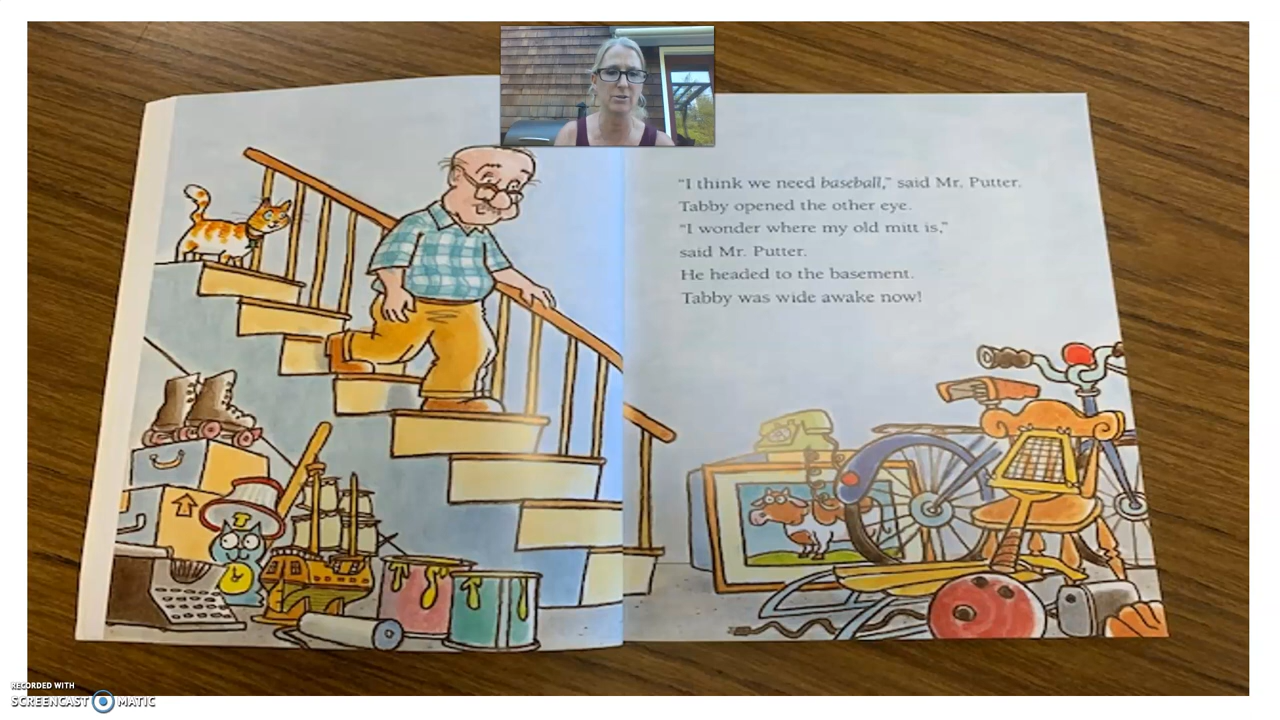 "I think we need baseball," said Mr. Putter.
Tabby opened the other eye.
"I wonder where my old mitt is,"
said Mr. Putter.
He headed to the basement.
Tabby was wide awake now!
T
RECORDED WITH
SCREENCAST MATIC